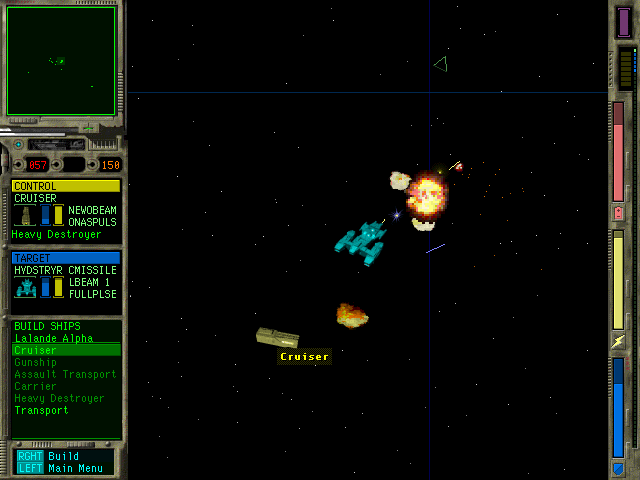 057 150
CONTROL
CRUISER
NEWOBEAM
ONASPULS
Heavy Destroyer
TARGET
HVDSTRYR CMISSILE
LBEAM 1
FULLPLSE
BUILD SHIPS
Lalande Alpha
Cruiser
Gunship
Assault Transport
Carrier
Heavy Destroyer
Transport
RGHT Build
LEFT Main Menu
Cruiser